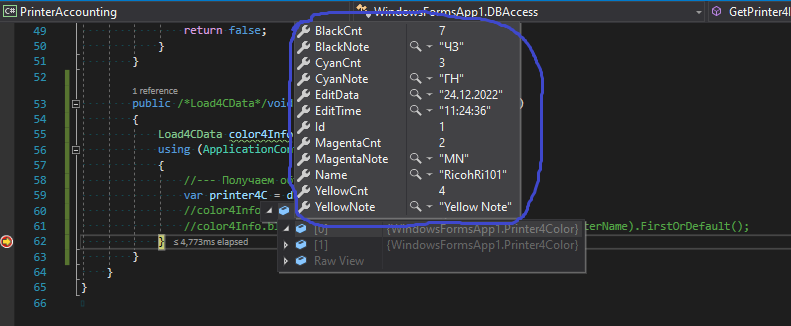 C# PrinterAccounting
WindowsFormsApp1.DBAccess
GetPrinter4I
49 return false;
50 }
51 }
52
1 reference
53 public /*Load4CData*/void )
54 {
55 Load4CData color4Info
56 using (ApplicationCon
57 {
58 //--- Получаем об
59 var printer4C = d
60 //color4Info
61 //color4Info.Bl terName).FirstOrDefault();
62 } ≤ 4,773ms elapsed
63 }
64 }
65 }
66
BlackCnt 7
BlackNote "ЧЗ"
CyanCnt 3
CyanNote "ГН"
EditData "24.12.2022"
EditTime "11:24:36"
Id 1
MagentaCnt 2
MagentaNote "MN"
Name "RicohRi101"
YellowCnt 4
YellowNote "Yellow Note"
[0] {WindowsFormsApp1.Printer4Color}
[1] {WindowsFormsApp1.Printer4Color}
Raw View